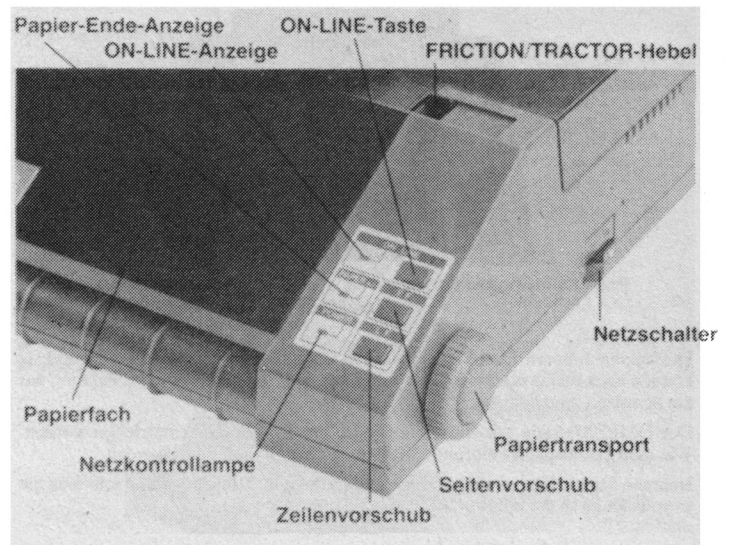 Papier-Ende-Anzeige
ON-LINE-Taste
ON-LINE-Anzeige
FRICTION/TRACTOR-Hebel
Netzschalter
Papierfach
Papiertransport
Netzkontrollampe
Seitenvorschub
Zeilenvorschub